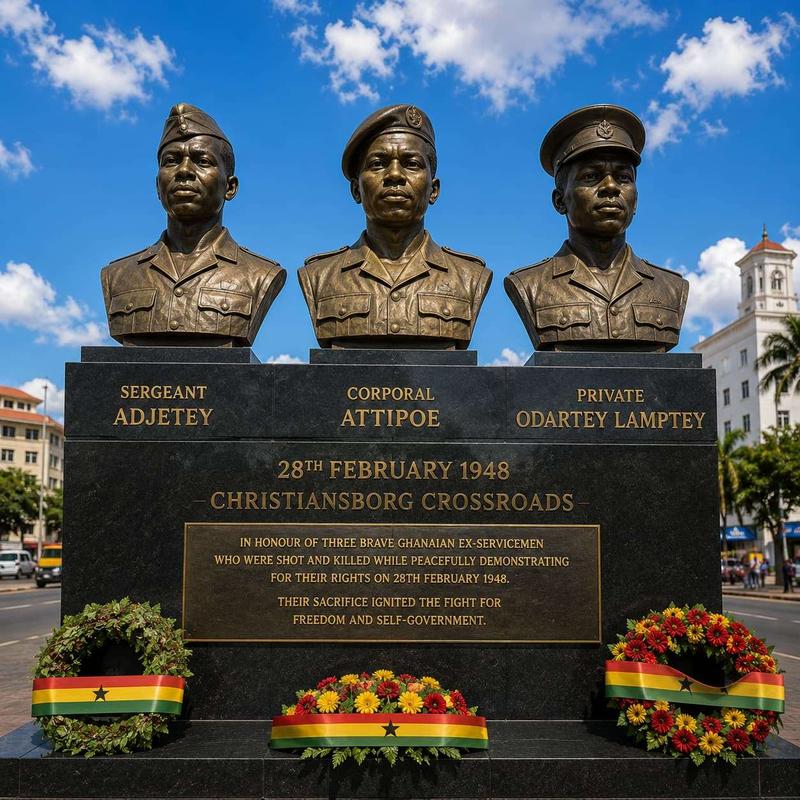 SERGEANT
ADJETEY
CORPORAL
ATTIPOE
PRIVATE
ODARTEY LAMPTEY
28TH FEBRUARY 1948
–CHRISTIANSBORG CROSSROADS–
IN HONOUR OF THREE BRAVE GHANAIAN EX-SERVICEMEN
WHO WERE SHOT AND KILLED WHILE PEACEFULLY DEMONSTRATING
FOR THEIR RIGHTS ON 28TH FEBRUARY 1948.
THEIR SACRIFICE IGNITED THE FIGHT FOR
FREEDOM AND SELF-GOVERNMENT.